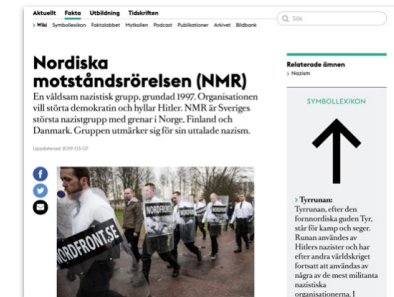 Aktuellt Fakta Utbildning Tidskriften
Sök
› Wiki Symbollexikon Faktalabbet Mytkollen Podcast Publikationer Arkivet Bildbank
Nordiska
motståndsrörelsen (NMR)
En våldsam nazistisk grupp, grundad 1997. Organisationen
vill störta demokratin och hyllar Hitler. NMR är Sveriges
största nazistgrupp med grenar i Norge, Finland och
Danmark. Gruppen utmärker sig för sin uttalade nazism.
Uppdaterad: 2019-03-07
NORDFRONT.SE
NORDFRONT
Relaterade ämnen
› Nazism
SYMBOLLEXIKON
› Tyrrunan:
Tyrrunan, efter den
fornnordiska guden Tyr,
står för kamp och seger.
Runan användes av
Hitlers nazister och har
efter andra världskriget
fortsatt att användas av
några av de mest militanta
nazistiska
organisationerna. I